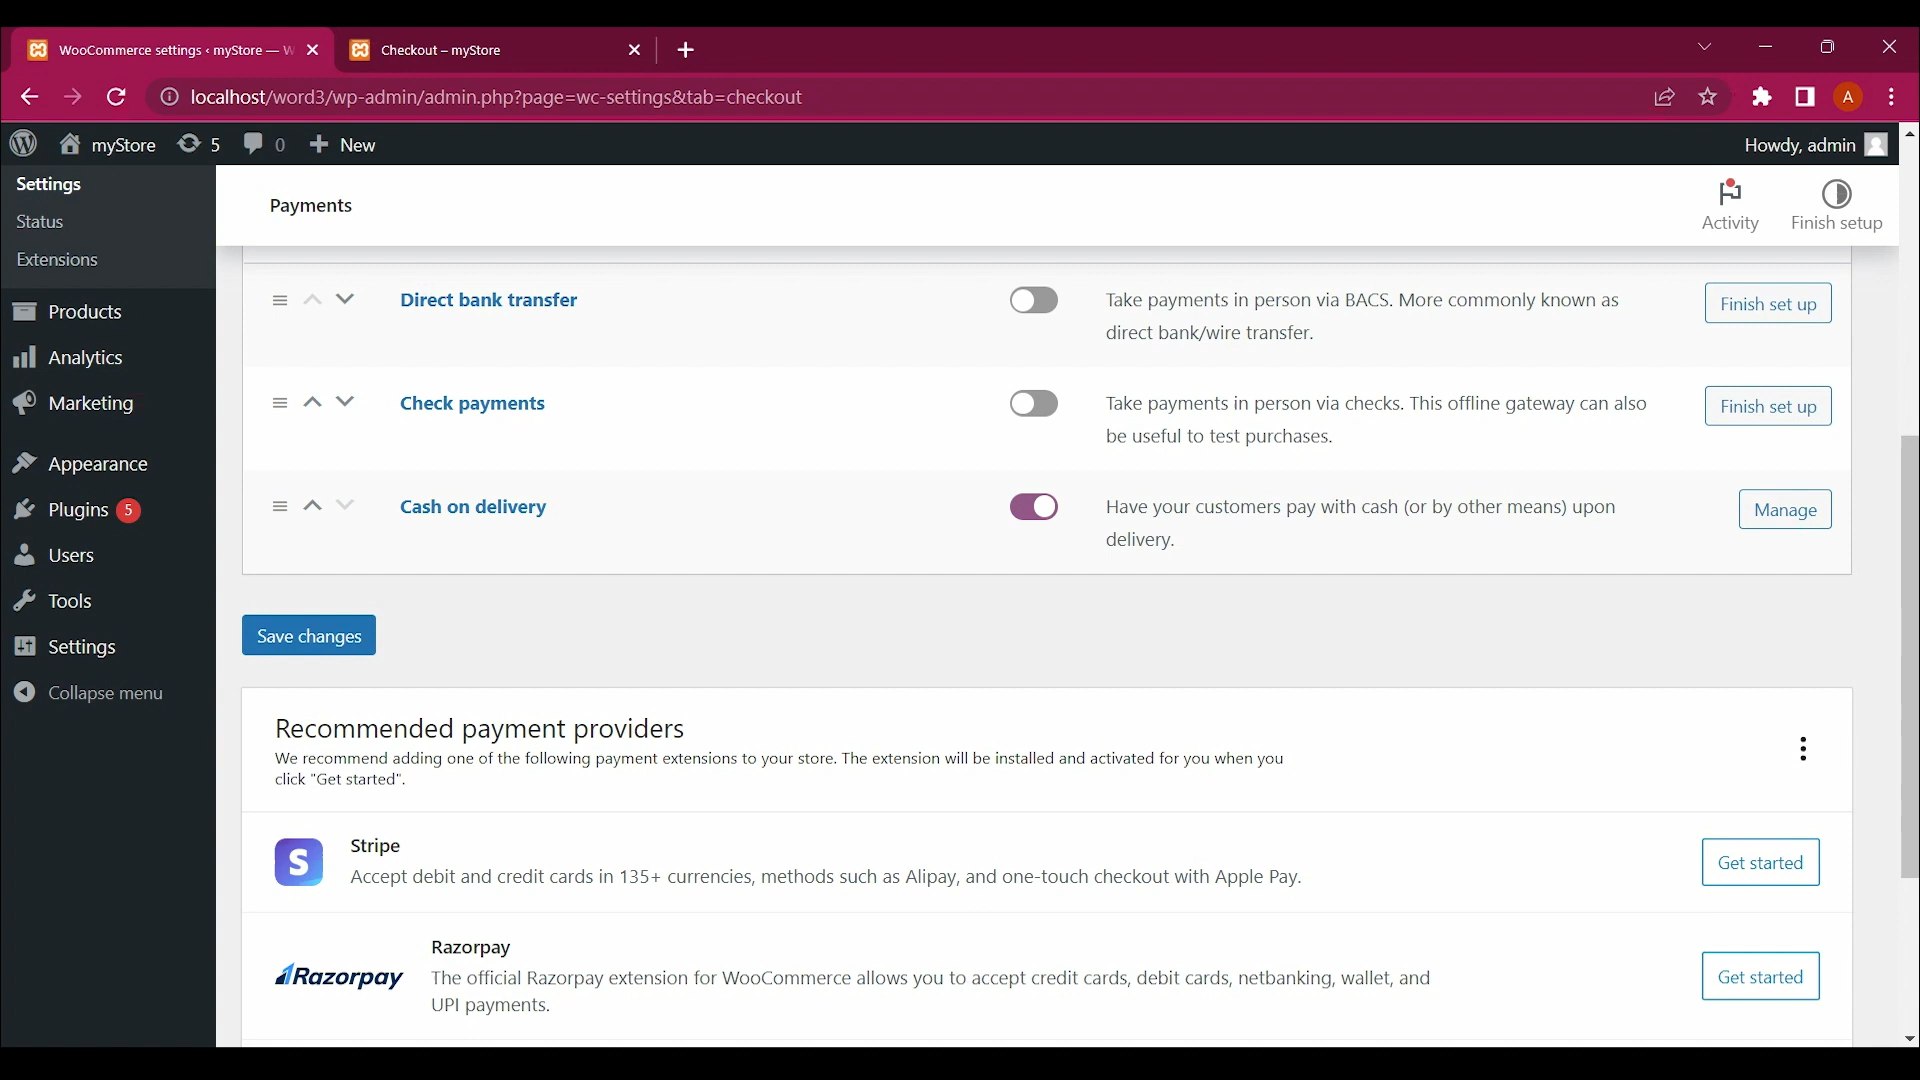 WooCommerce settings ‹ myStore — W
Checkout – myStore
localhost/word3/wp-admin/admin.php?page=wc-settings&tab=checkout
A
myStore
5
0
New
Howdy, admin
Settings
Status
Extensions
Products
Analytics
Marketing
Appearance
Plugins 5
Users
Tools
Settings
Collapse menu
Payments
Activity
Finish setup
Direct bank transfer
Take payments in person via BACS. More commonly known as
direct bank/wire transfer.
Finish set up
Check payments
Take payments in person via checks. This offline gateway can also
be useful to test purchases.
Finish set up
Cash on delivery
Have your customers pay with cash (or by other means) upon
delivery.
Manage
Save changes
Recommended payment providers
We recommend adding one of the following payment extensions to your store. The extension will be installed and activated for you when you
click "Get started".
S
Stripe
Accept debit and credit cards in 135+ currencies, methods such as Alipay, and one-touch checkout with Apple Pay.
Get started
Razorpay
Razorpay
The official Razorpay extension for WooCommerce allows you to accept credit cards, debit cards, netbanking, wallet, and
UPI payments.
Get started